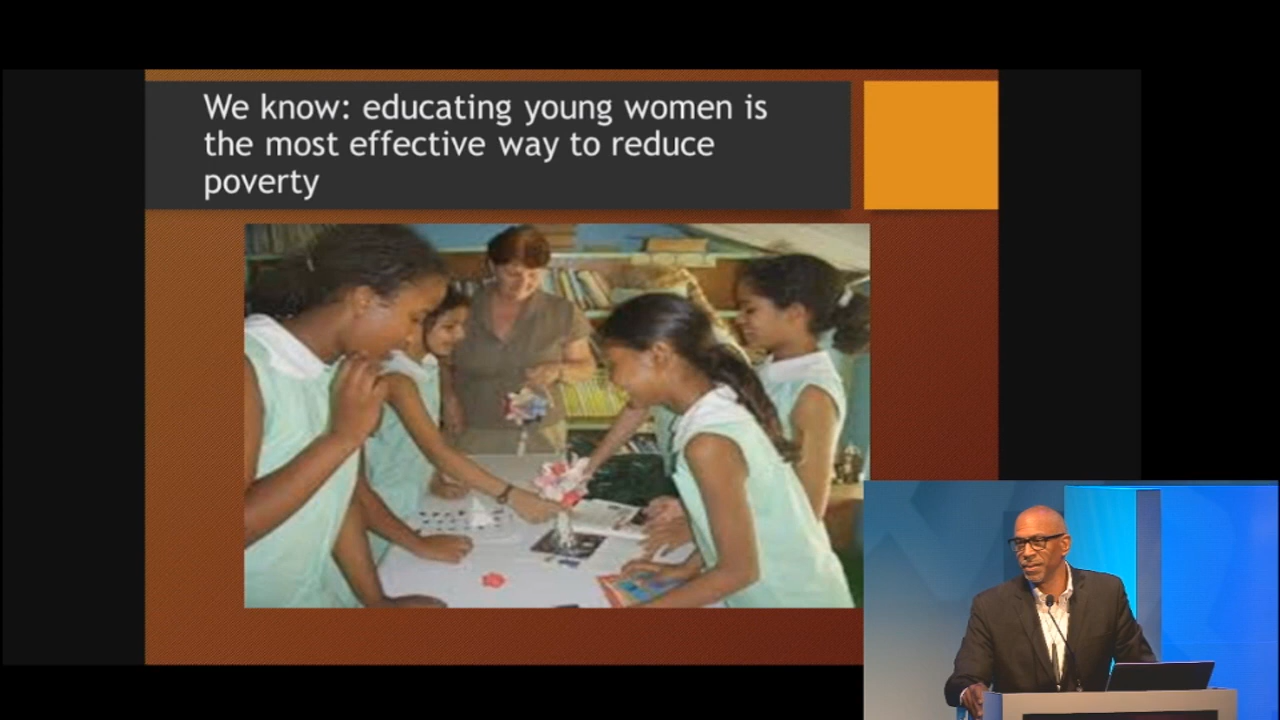 We know: educating young women is
the most effective way to reduce
poverty